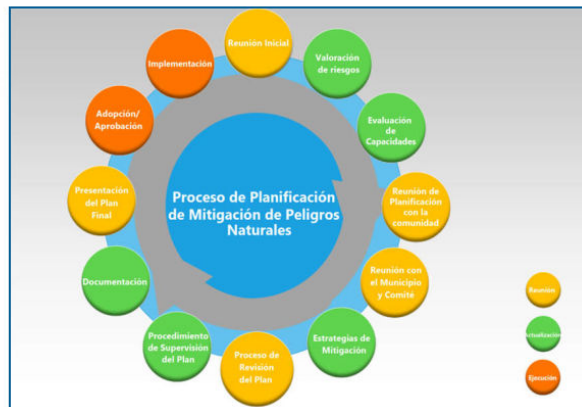 Reunión Inicial
Valoración
de riesgos
Evaluación
de
Capacidades
Reunión de
Planificación
con la
comunidad
Reunión con
el Municipio
y Comité
Estrategias de
Mitigación
Proceso de
Revisión
del Plan
Procedimiento
de Supervisión
del Plan
Documentación
Presentación
del Plan
Final
Adopción/
Aprobación
Implementación
Proceso de Planificación
de Mitigación de Peligros
Naturales
Reunión
Actualización
Ejecución